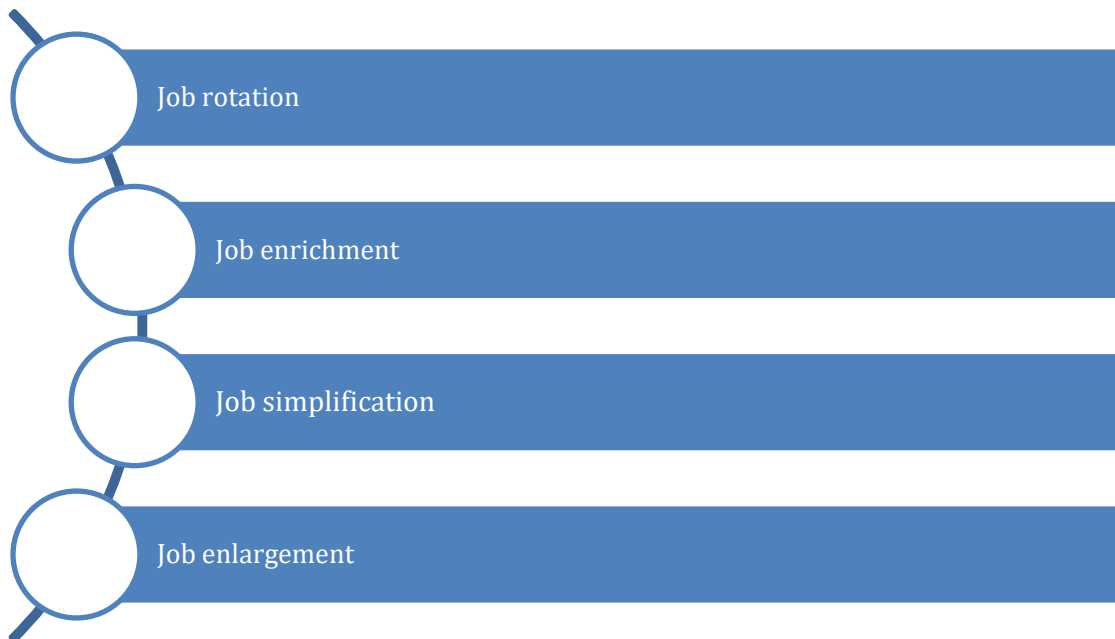 Job rotation
Job enrichment
Job simplification
Job enlargement